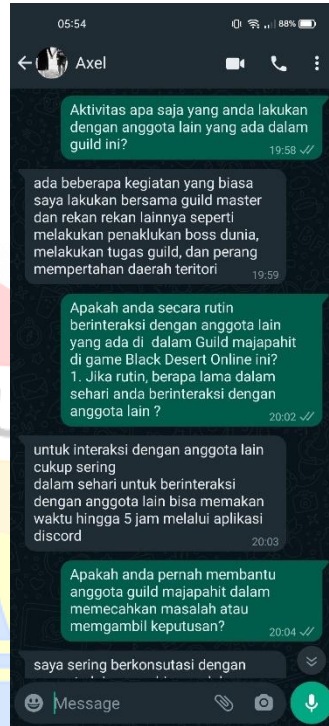 05:54
88%
Axel
Aktivitas apa saja yang anda lakukan
dengan anggota lain yang ada dalam
guild ini?
19:58
ada beberapa kegiatan yang biasa
saya lakukan bersama guild master
dan rekan rekan lainnya seperti
melakukan penaklukan boss dunia,
melakukan tugas guild, dan perang
mempertahan daerah teritori
19:59
Apakah anda secara rutin
berinteraksi dengan anggota lain
yang ada di dalam Guild majapahit
di game Black Desert Online ini?
1. Jika rutin, berapa lama dalam
sehari anda berinteraksi dengan
anggota lain ?
20:02
untuk interaksi dengan anggota lain
cukup sering
dalam sehari untuk berinteraksi
dengan anggota lain bisa memakan
waktu hingga 5 jam melalui aplikasi
discord
20:03
Apakah anda pernah membantu
anggota guild majapahit dalam
memecahkan masalah atau
memgambil keputusan?
20:04
saya sering berkonsutasi dengan
Message